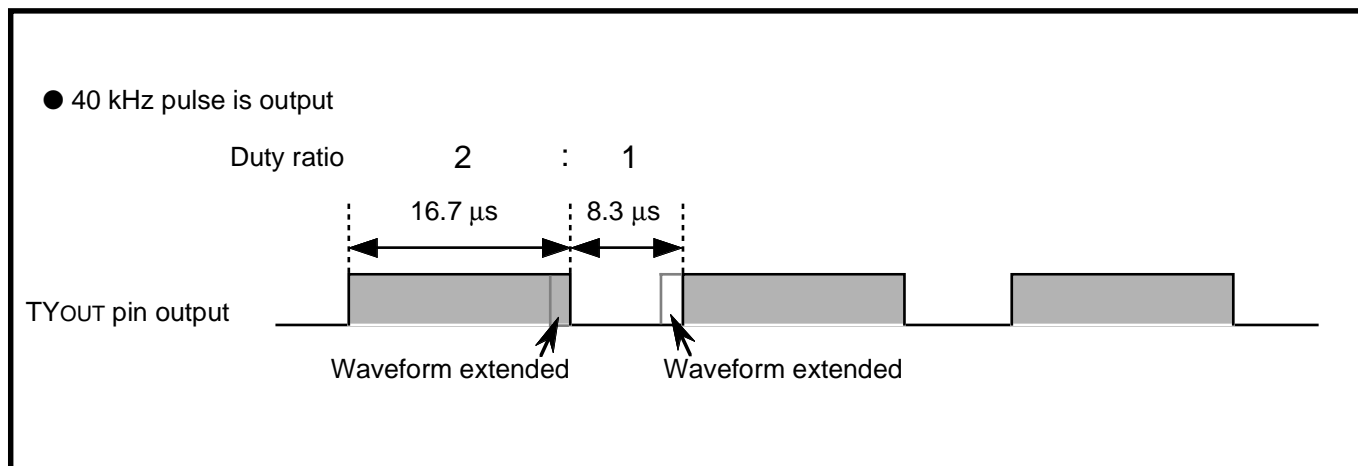 ● 40 kHz pulse is output
Duty ratio 2 : 1
16.7 μs 8.3 μs
TYOUT pin output
Waveform extended Waveform extended